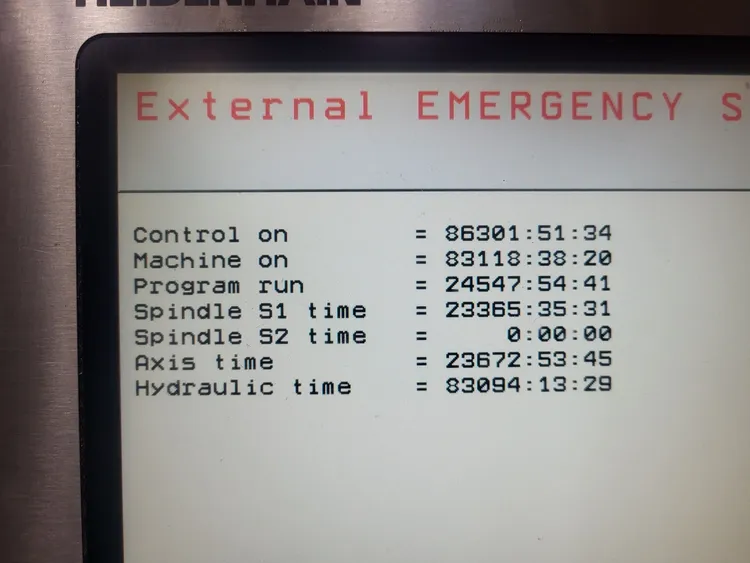 HEIDENHAIN
External EMERGENCY S
Control on = 86301:51:34
Machine on = 83118:38:20
Program run = 24547:54:41
Spindle S1 time = 23365:35:31
Spindle S2 time = 0:00:00
Axis time = 23672:53:45
Hydraulic time = 83094:13:29